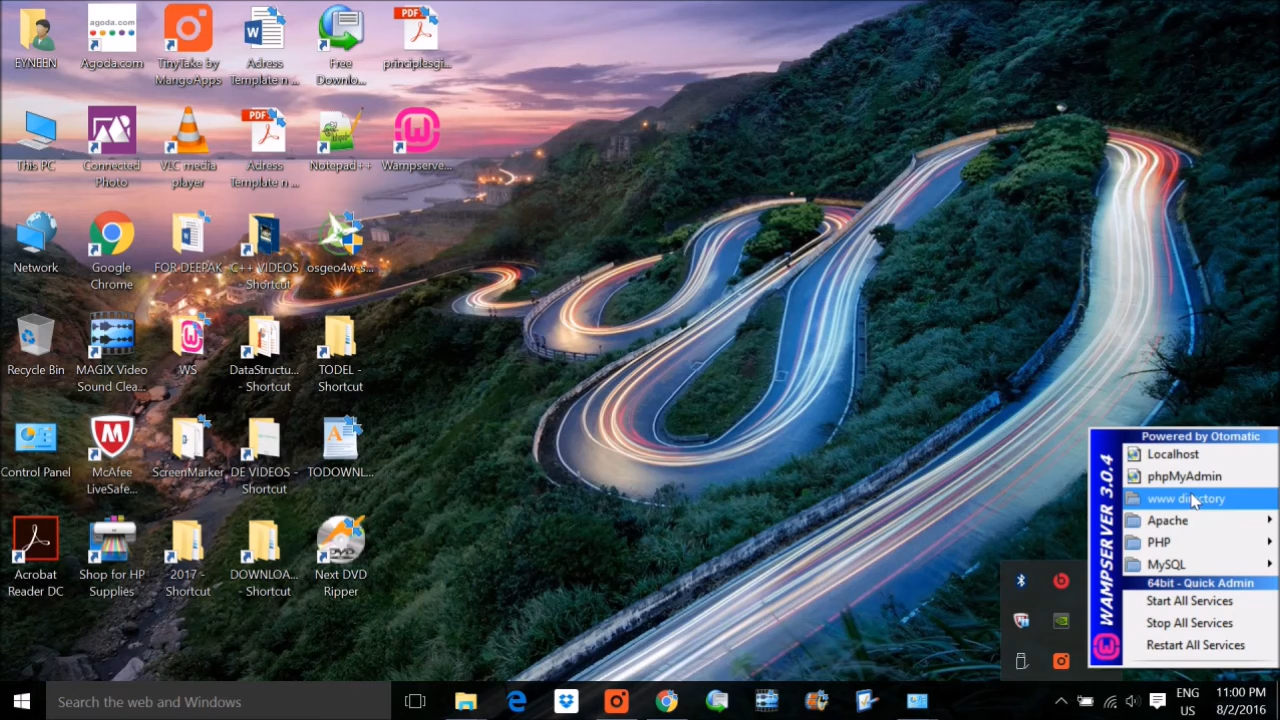 agoda.com
PDF
EYNEEN
Agoda.com
TinyTake by
MangoApps
Adress
Template n ...
Free
Downlo...
principlesgi...
PDF
This PC
Connected
Photo
VLC media
player
Adress
Template n ...
Notepad++
Wampserve...
Network
Google
Chrome
FOR DEEPAK
C++ VIDEOS
- Shortcut
osgeo4w-s...
Recycle Bin
MAGIX Video
Sound Clea...
WS
DataStructu...
- Shortcut
TODEL -
Shortcut
Control Panel
McAfee
LiveSafe...
ScreenMarker
DE VIDEOS -
Shortcut
TODOWNL...
Acrobat
Reader DC
Shop for HP
Supplies
2017 -
Shortcut
DOWNLOA...
- Shortcut
DVD
Next DVD
Ripper
WAMPSERVER 3.0.4
Powered by Otomatic
Localhost
phpMyAdmin
www directory
Apache
PHP
MySQL
64bit - Quick Admin
Start All Services
Stop All Services
Restart All Services
Search the web and Windows
ENG
US
11:00 PM
8/2/2016